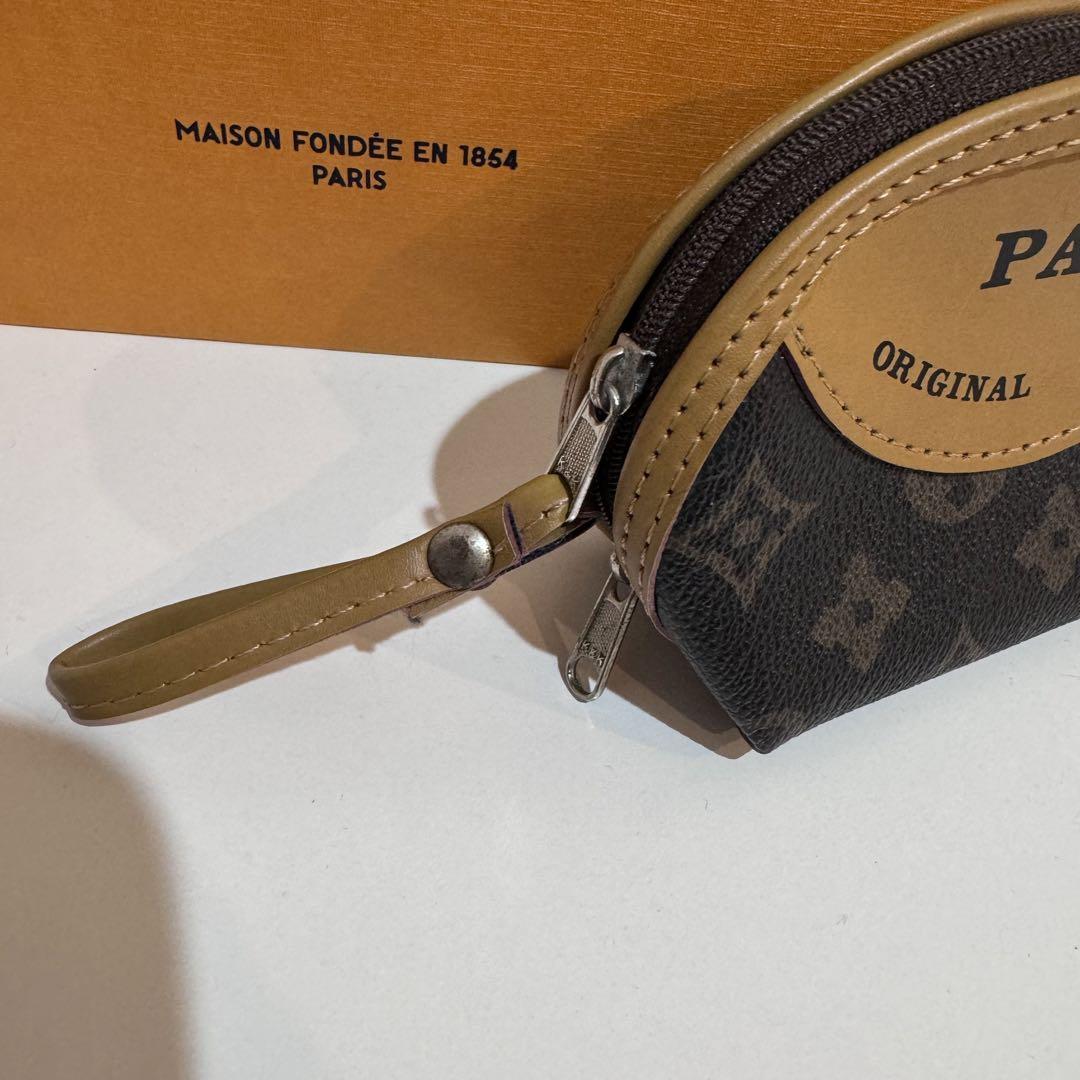 MAISON FONDÉE EN 1854
PARIS
PA
ORIGINAL